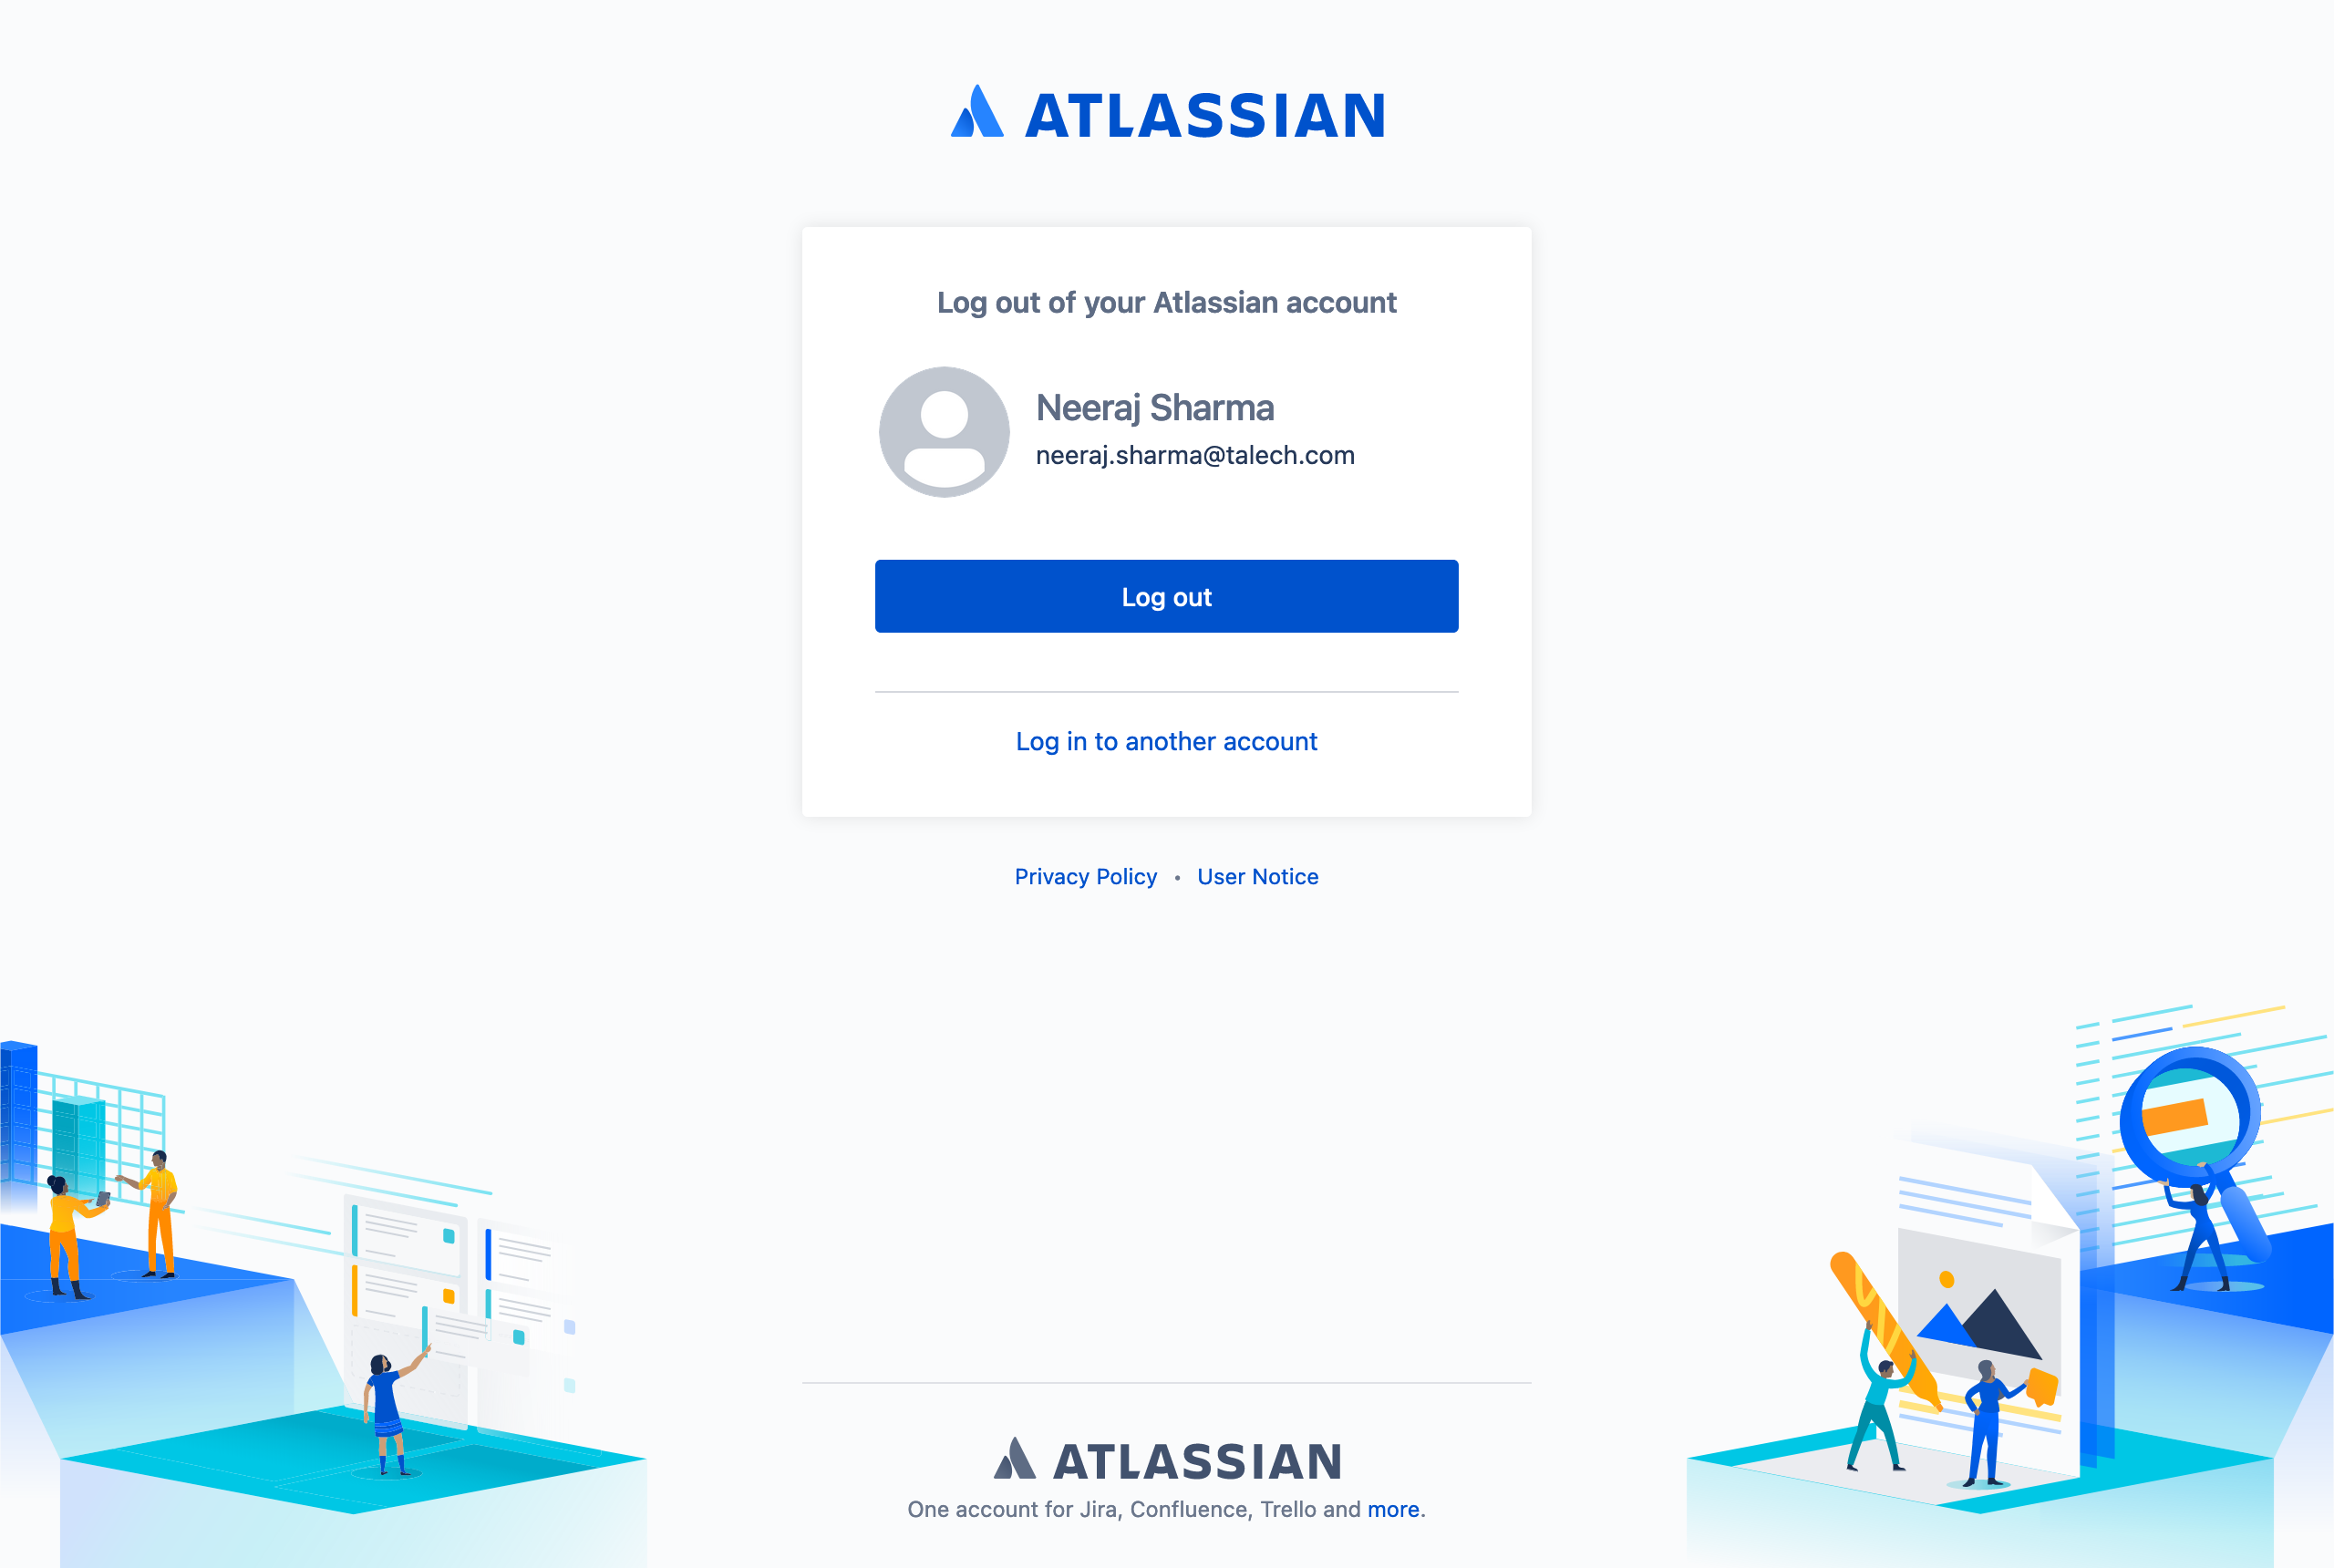 ATLASSIAN
Log out of your Atlassian account
Neeraj Sharma
neeraj.sharma@talech.com
Log out
Log in to another account
Privacy Policy • User Notice
ATLASSIAN
One account for Jira, Confluence, Trello and more.